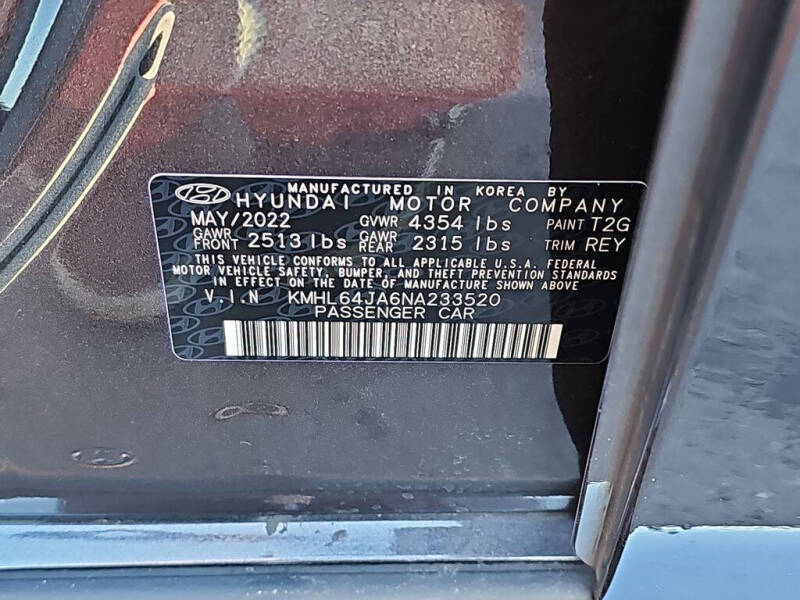 MANUFACTURED IN KOREA BY
HYUNDAI MOTOR COMPANY
MAY/2022 GVWR 4354 lbs PAINT T2G
GAWR FRONT 2513 lbs GAWR REAR 2315 lbs TRIM REY
THIS VEHICLE CONFORMS TO ALL APPLICABLE U.S.A. FEDERAL
MOTOR VEHICLE SAFETY, BUMPER, AND THEFT PREVENTION STANDARDS
IN EFFECT ON THE DATE OF MANUFACTURE SHOWN ABOVE
V.I.N KMHL64JA6NA233520
PASSENGER CAR